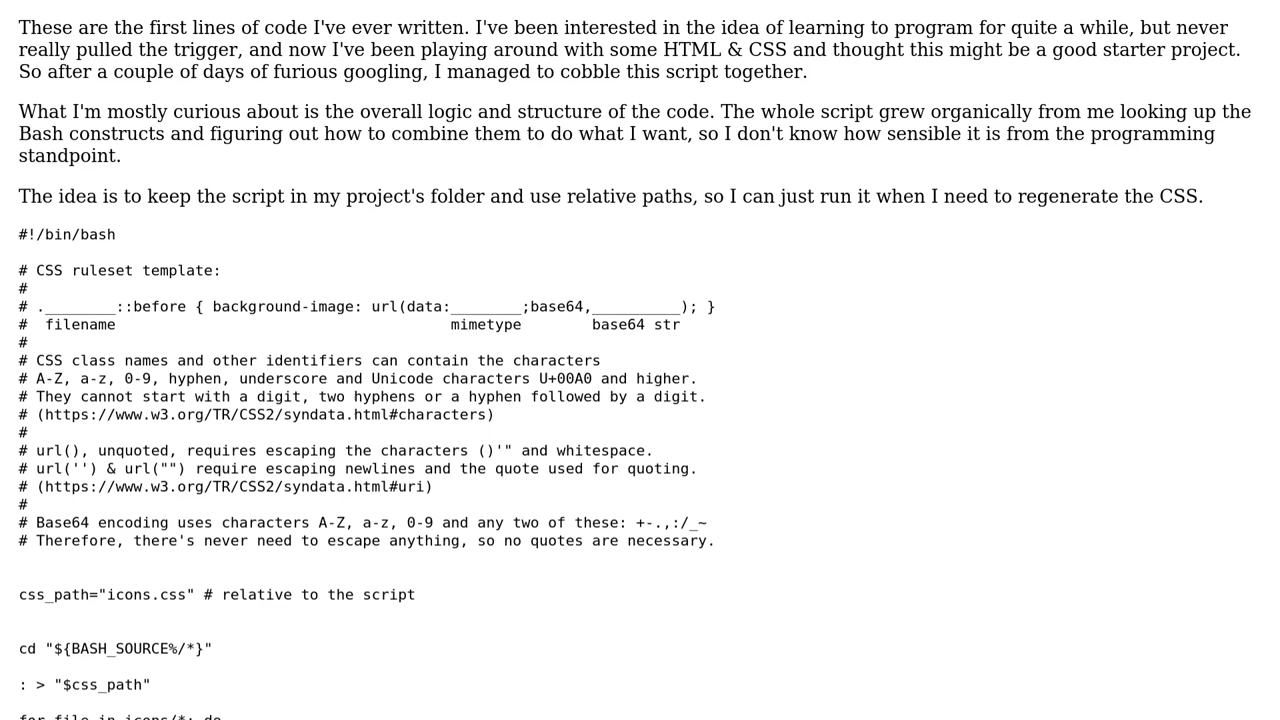 These are the first lines of code I've ever written. I've been interested in the idea of learning to program for quite a while, but never
really pulled the trigger, and now I've been playing around with some HTML & CSS and thought this might be a good starter project.
So after a couple of days of furious googling, I managed to cobble this script together.
What I'm mostly curious about is the overall logic and structure of the code. The whole script grew organically from me looking up the
Bash constructs and figuring out how to combine them to do what I want, so I don't know how sensible it is from the programming
standpoint.
The idea is to keep the script in my project's folder and use relative paths, so I can just run it when I need to regenerate the CSS.
#!/bin/bash
# CSS ruleset template:
#
# .________::before { background-image: url(data:________;base64,__________); }
#  filename                                      mimetype        base64 str
#
# CSS class names and other identifiers can contain the characters
# A-Z, a-z, 0-9, hyphen, underscore and Unicode characters U+00A0 and higher.
# They cannot start with a digit, two hyphens or a hyphen followed by a digit.
# (https://www.w3.org/TR/CSS2/syndata.html#characters)
#
# url(), unquoted, requires escaping the characters ()'" and whitespace.
# url('') & url("") require escaping newlines and the quote used for quoting.
# (https://www.w3.org/TR/CSS2/syndata.html#uri)
#
# Base64 encoding uses characters A-Z, a-z, 0-9 and any two of these: +-.,:/_~
# Therefore, there's never need to escape anything, so no quotes are necessary.
css_path="icons.css" # relative to the script
cd "${BASH_SOURCE%/*}"
: > "$css_path"
for file in icons/*; do